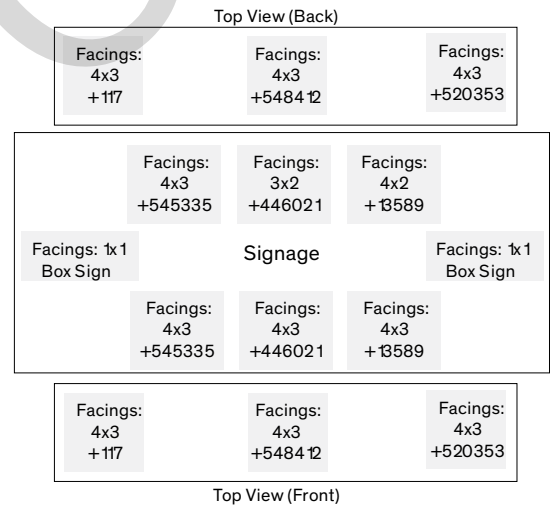 Top View (Back)
Facings:
4x3
+117
Facings:
4x3
+548412
Facings:
4x3
+520353
Facings:
4x3
+545335
Facings:
3x2
+446021
Facings:
4x2
+13589
Facings: 1x1
Box Sign
Signage
Facings: 1x1
Box Sign
Facings:
4x3
+545335
Facings:
4x3
+446021
Facings:
4x3
+13589
Facings:
4x3
+117
Facings:
4x3
+548412
Facings:
4x3
+520353
Top View (Front)